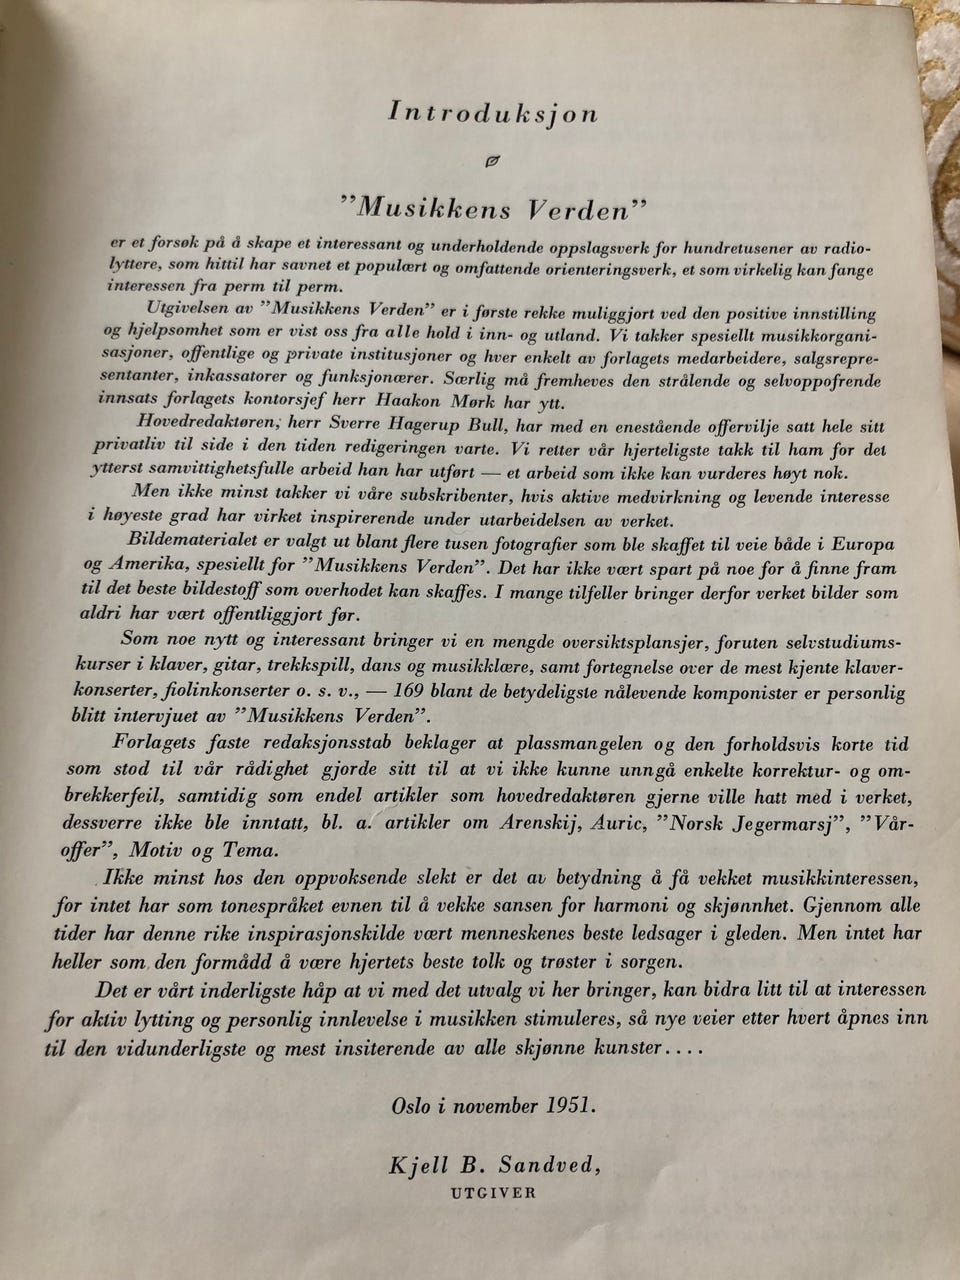 Introduksjon
"Musikkens Verden"
er et forsøk på å skape et interessant og underholdende oppslagsverk for hundretusener av radio-
lyttere, som hittil har savnet et populært og omfattende orienteringsverk, et som virkelig kan fange
interessen fra perm til perm.
Utgivelsen av "Musikkens Verden" er i første rekke muliggjort ved den positive innstilling
og hjelpsomhet som er vist oss fra alle hold i inn- og utland. Vi takker spesiellt musikkorgani-
sasjoner, offentlige og private institusjoner og hver enkelt av forlagets medarbeidere, salgsrepre-
sentanter, inkassatorer og funksjonærer. Særlig må fremheves den strålende og selvoppofrende
innsats forlagets kontorsjef herr Haakon Mørk har ytt.
Hovedredaktøren, herr Sverre Hagerup Bull, har med en enestående offervilje satt hele sitt
privatliv til side i den tiden redigeringen varte. Vi retter vår hjerteligste takk til ham for det
ytterst samvittighetsfulle arbeid han har utført — et arbeid som ikke kan vurderes høyt nok.
Men ikke minst takker vi våre subskribenter, hvis aktive medvirkning og levende interesse
i høyeste grad har virket inspirerende under utarbeidelsen av verket.
Bildematerialet er valgt ut blant flere tusen fotografier som ble skaffet til veie både i Europa
og Amerika, spesiellt for "Musikkens Verden". Det har ikke vært spart på noe for å finne fram
til det beste bildestoff som overhodet kan skaffes. I mange tilfeller bringer derfor verket bilder som
aldri har vært offentliggjort før.
Som noe nytt og interessant bringer vi en mengde oversiktsplansjer, foruten selvstudiums-
kurser i klaver, gitar, trekkspill, dans og musikklære, samt fortegnelse over de mest kjente klaver-
konserter, fiolinkonserter o. s. v., — 169 blant de betydeligste nålevende komponister er personlig
blitt intervjuet av "Musikkens Verden".
Forlagets faste redaksjonsstab beklager at plassmangelen og den forholdsvis korte tid
som stod til vår rådighet gjorde sitt til at vi ikke kunne unngå enkelte korrektur- og om-
brekkerfeil, samtidig som endel artikler som hovedredaktøren gjerne ville hatt med i verket,
dessverre ikke ble inntatt, bl. a. artikler om Arenskij, Auric, "Norsk Jegermarsj", "Vår-
offer", Motiv og Tema.
Ikke minst hos den oppvoksende slekt er det av betydning å få vekket musikkinteressen,
for intet har som tonespråket evnen til å vekke sansen for harmoni og skjønnhet. Gjennom alle
tider har denne rike inspirasjonskilde vært menneskenes beste ledsager i gleden. Men intet har
heller som den formådd å være hjertets beste tolk og trøster i sorgen.
Det er vårt inderligste håp at vi med det utvalg vi her bringer, kan bidra litt til at interessen
for aktiv lytting og personlig innlevelse i musikken stimuleres, så nye veier etter hvert åpnes inn
til den vidunderligste og mest insiterende av alle skjønne kunster....
Oslo i november 1951.
Kjell B. Sandved,
UTGIVER